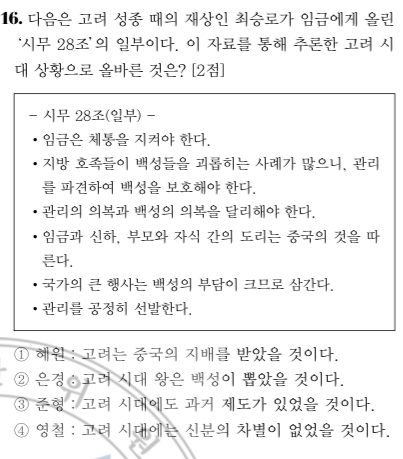 16. 다음은 고려 성종 때의 재상인 최승로가 임금에게 올린
‘시무 28조’의 일부이다. 이 자료를 통해 추론한 고려 시
대 상황으로 올바른 것은? [2점]
- 시무 28조(일부) -
•임금은 체통을 지켜야 한다.
•지방 호족들이 백성들을 괴롭히는 사례가 많으니, 관리
를 파견하여 백성을 보호해야 한다.
•관리의 의복과 백성의 의복을 달리해야 한다.
•임금과 신하, 부모와 자식 간의 도리는 중국의 것을 따
른다.
•국가의 큰 행사는 백성의 부담이 크므로 삼간다.
•관리를 공정히 선발한다.
① 혜원 : 고려는 중국의 지배를 받았을 것이다.
② 은경 : 고려 시대 왕은 백성이 뽑았을 것이다.
③ 준형 : 고려 시대에도 과거 제도가 있었을 것이다.
④ 영철 : 고려 시대에는 신분의 차별이 없었을 것이다.